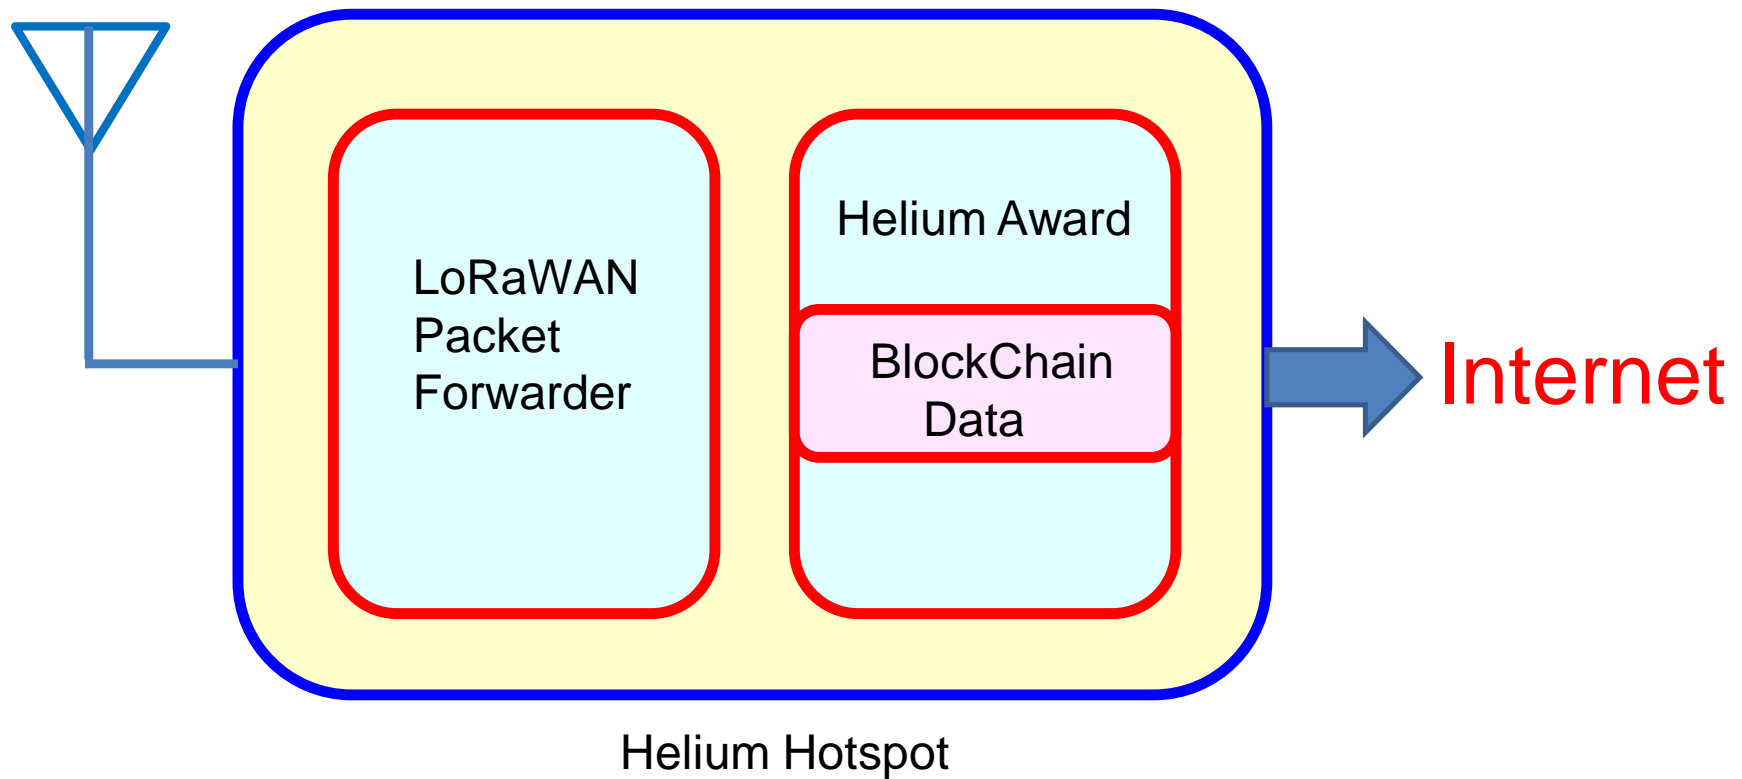 LoRaWAN
Packet
Forwarder
Helium Award
BlockChain
Data
Internet
Helium Hotspot